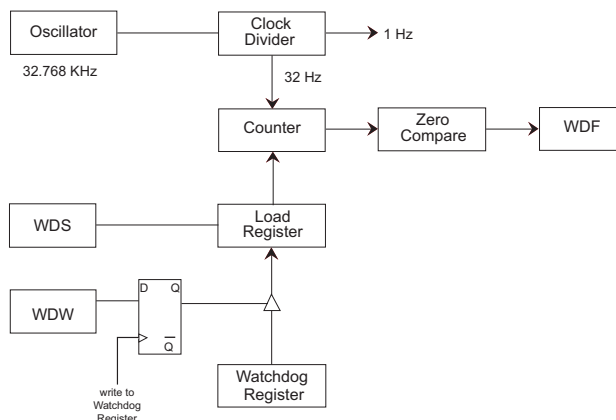 Oscillator
Clock
Divider
1 Hz
32.768 KHz
32 Hz
Counter
Zero
Compare
WDF
WDS
Load
Register
D Q
WDW
Q
Watchdog
Register
write to
Watchdog
Register